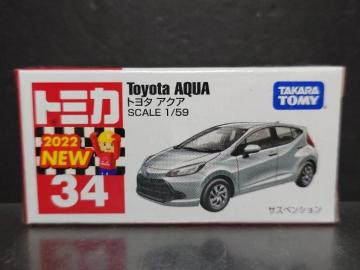 トミカ
2022
NEW
34
Toyota AQUA
トヨタ アクア
SCALE 1/59
TAKARA
TOMY
サスペンション